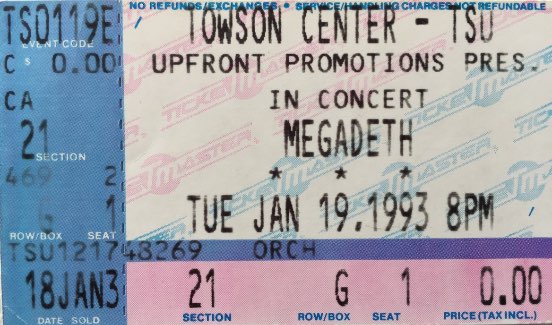 NO REFUNDS/EXCHANGES • SERVICE/HANDLING CHARGES NOT REFUNDABLE
TS0119E TOWSON CENTER - TSU
EVENT CODE
C $ 0.00 UPFRONT PROMOTIONS PRES.
CA IN CONCERT
21 MEGADETH
SECTION
469 2 * * *
G 1 TUE JAN 19,1993 8PM
ROW/BOX SEAT
TSU121748269 ORCH
18JAN3 21 G 1 0.00
DATE SOLD SECTION ROW/BOX SEAT PRICE (TAX INCL.)
TICKETMASTER